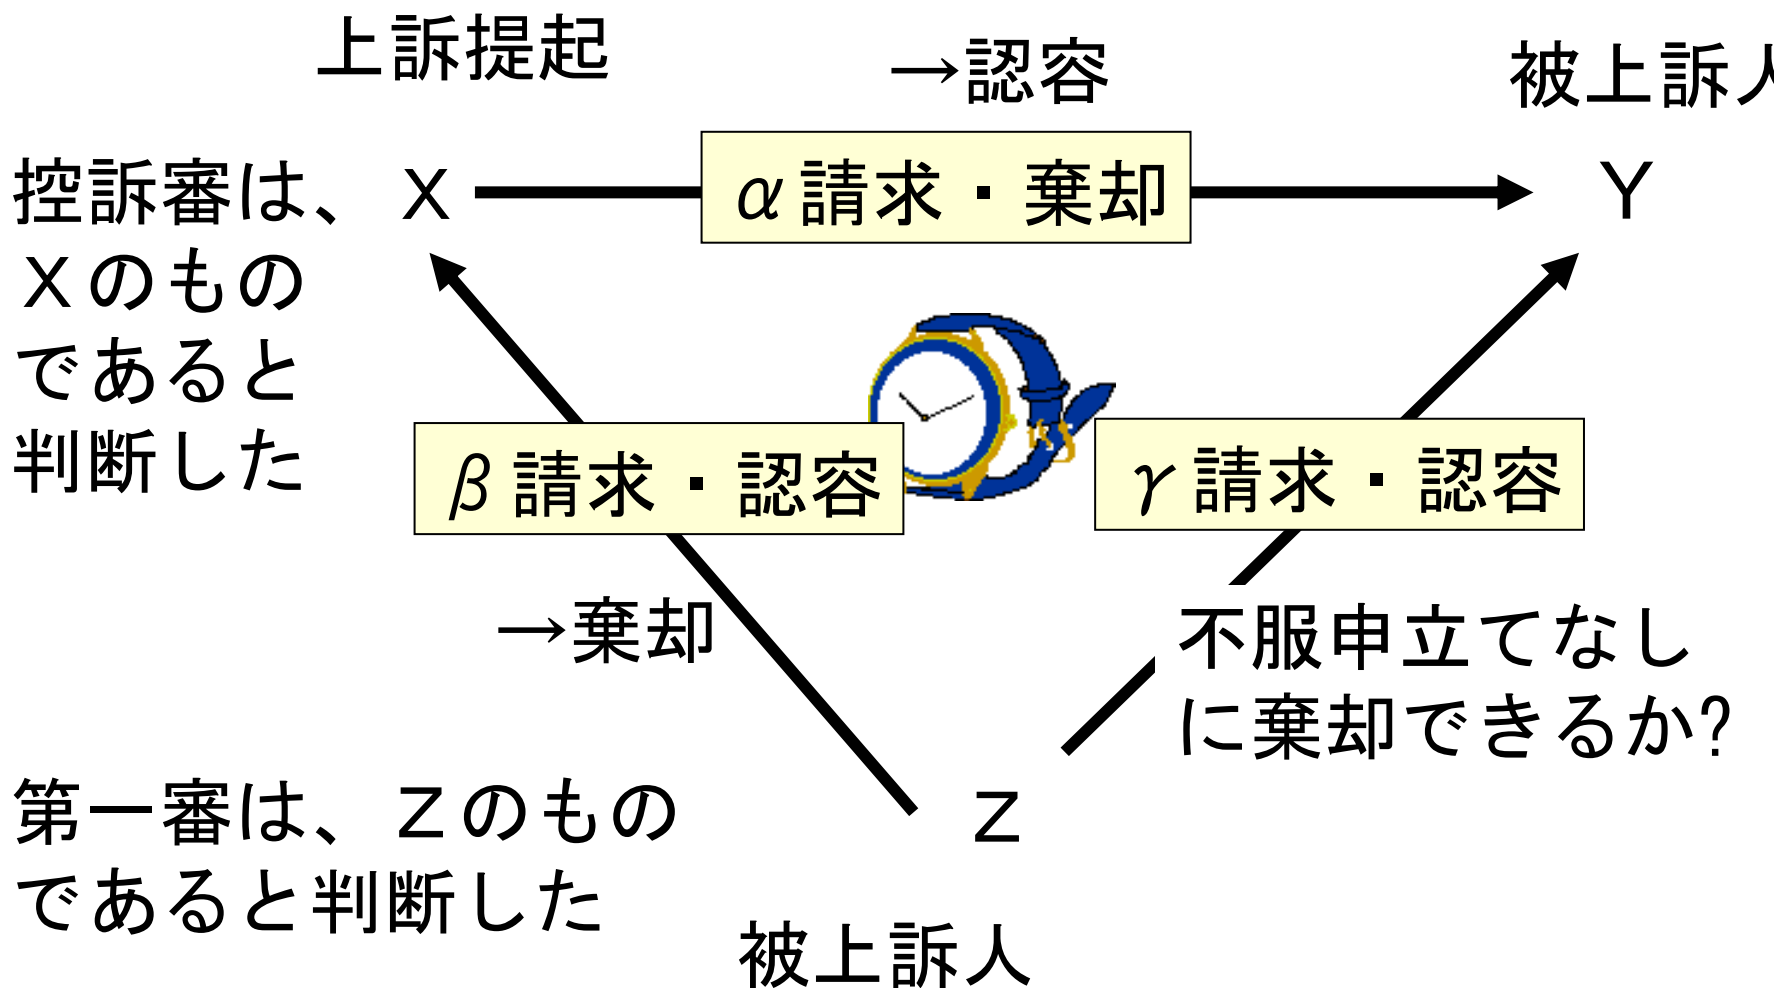 上訴提起
→認容
被上訴人
控訴審は、
Xのもの
であると
判断した
X
α請求・棄却
Y
β請求・認容
γ請求・認容
→棄却
不服申立てなし
に棄却できるか?
第一審は、Zのもの
であると判断した
Z
被上訴人